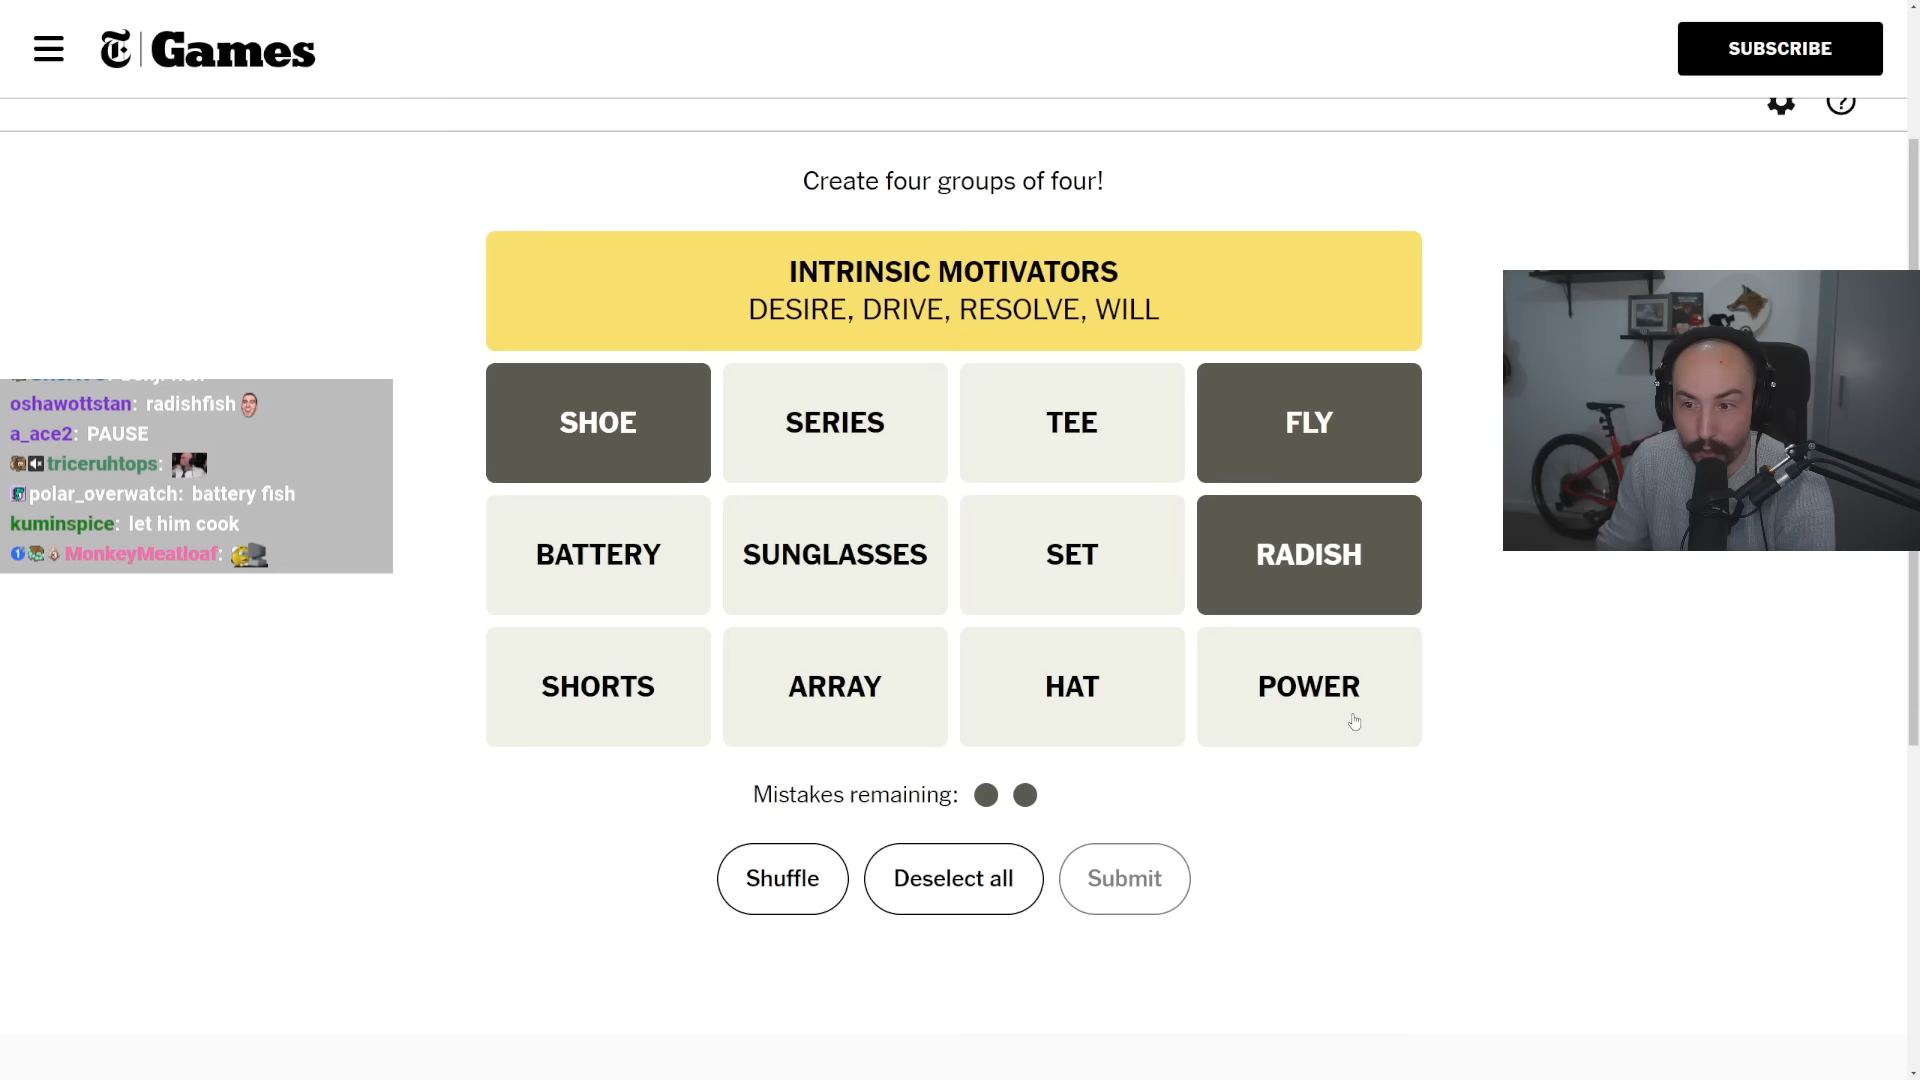 Games
SUBSCRIBE
Create four groups of four!
INTRINSIC MOTIVATORS
DESIRE, DRIVE, RESOLVE, WILL
SHOE SERIES TEE FLY
BATTERY SUNGLASSES SET RADISH
SHORTS ARRAY HAT POWER
Mistakes remaining:
Shuffle Deselect all Submit
oshawottstan: radishfish
a_ace2: PAUSE
triceruhtops:
polar_overwatch: battery fish
kuminspice: let him cook
MonkeyMeatloaf: